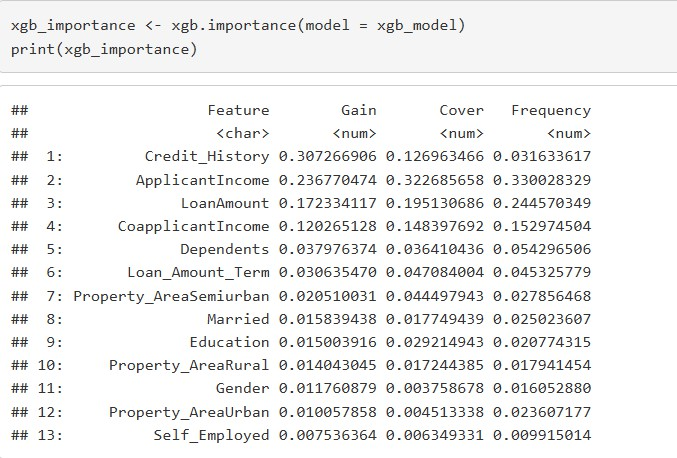 xgb_importance <- xgb.importance(model = xgb_model)
print(xgb_importance)
## Feature Gain Cover Frequency
## <char> <num> <num> <num>
## 1: Credit_History 0.307266906 0.126963466 0.031633617
## 2: ApplicantIncome 0.236770474 0.322685658 0.330028329
## 3: LoanAmount 0.172334117 0.195130686 0.244570349
## 4: CoapplicantIncome 0.120265128 0.148397692 0.152974504
## 5: Dependents 0.037976374 0.036410436 0.054296506
## 6: Loan_Amount_Term 0.030635470 0.047084004 0.045325779
## 7: Property_AreaSemiurban 0.020510031 0.044497943 0.027856468
## 8: Married 0.015839438 0.017749439 0.025023607
## 9: Education 0.015003916 0.029214943 0.020774315
## 10: Property_AreaRural 0.014043045 0.017244385 0.017941454
## 11: Gender 0.011760879 0.003758678 0.016052880
## 12: Property_AreaUrban 0.010057858 0.004513338 0.023607177
## 13: Self_Employed 0.007536364 0.006349331 0.009915014